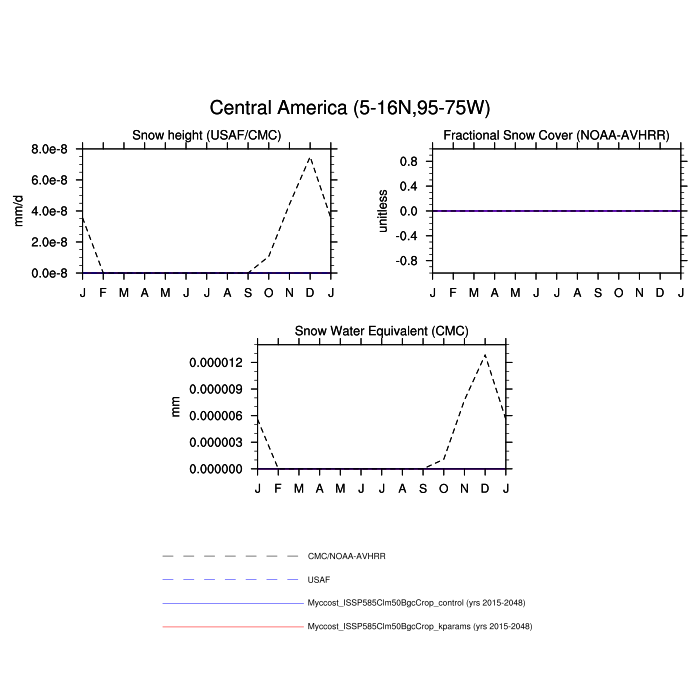 Central America (5-16N,95-75W)
Snow height (USAF/CMC)
8.0e-8
6.0e-8
4.0e-8
2.0e-8
0.0e-8
mm/d
J F M A M J J A S O N D J
Fractional Snow Cover (NOAA-AVHRR)
0.8
0.4
0.0
-0.4
-0.8
unitless
J F M A M J J A S O N D J
Snow Water Equivalent (CMC)
0.000012
0.000009
0.000006
0.000003
0.000000
mm
J F M A M J J A S O N D J
CMC/NOAA-AVHRR
USAF
Myccost_ISSP585Clm50BgcCrop_control (yrs 2015-2048)
Myccost_ISSP585Clm50BgcCrop_kparams (yrs 2015-2048)